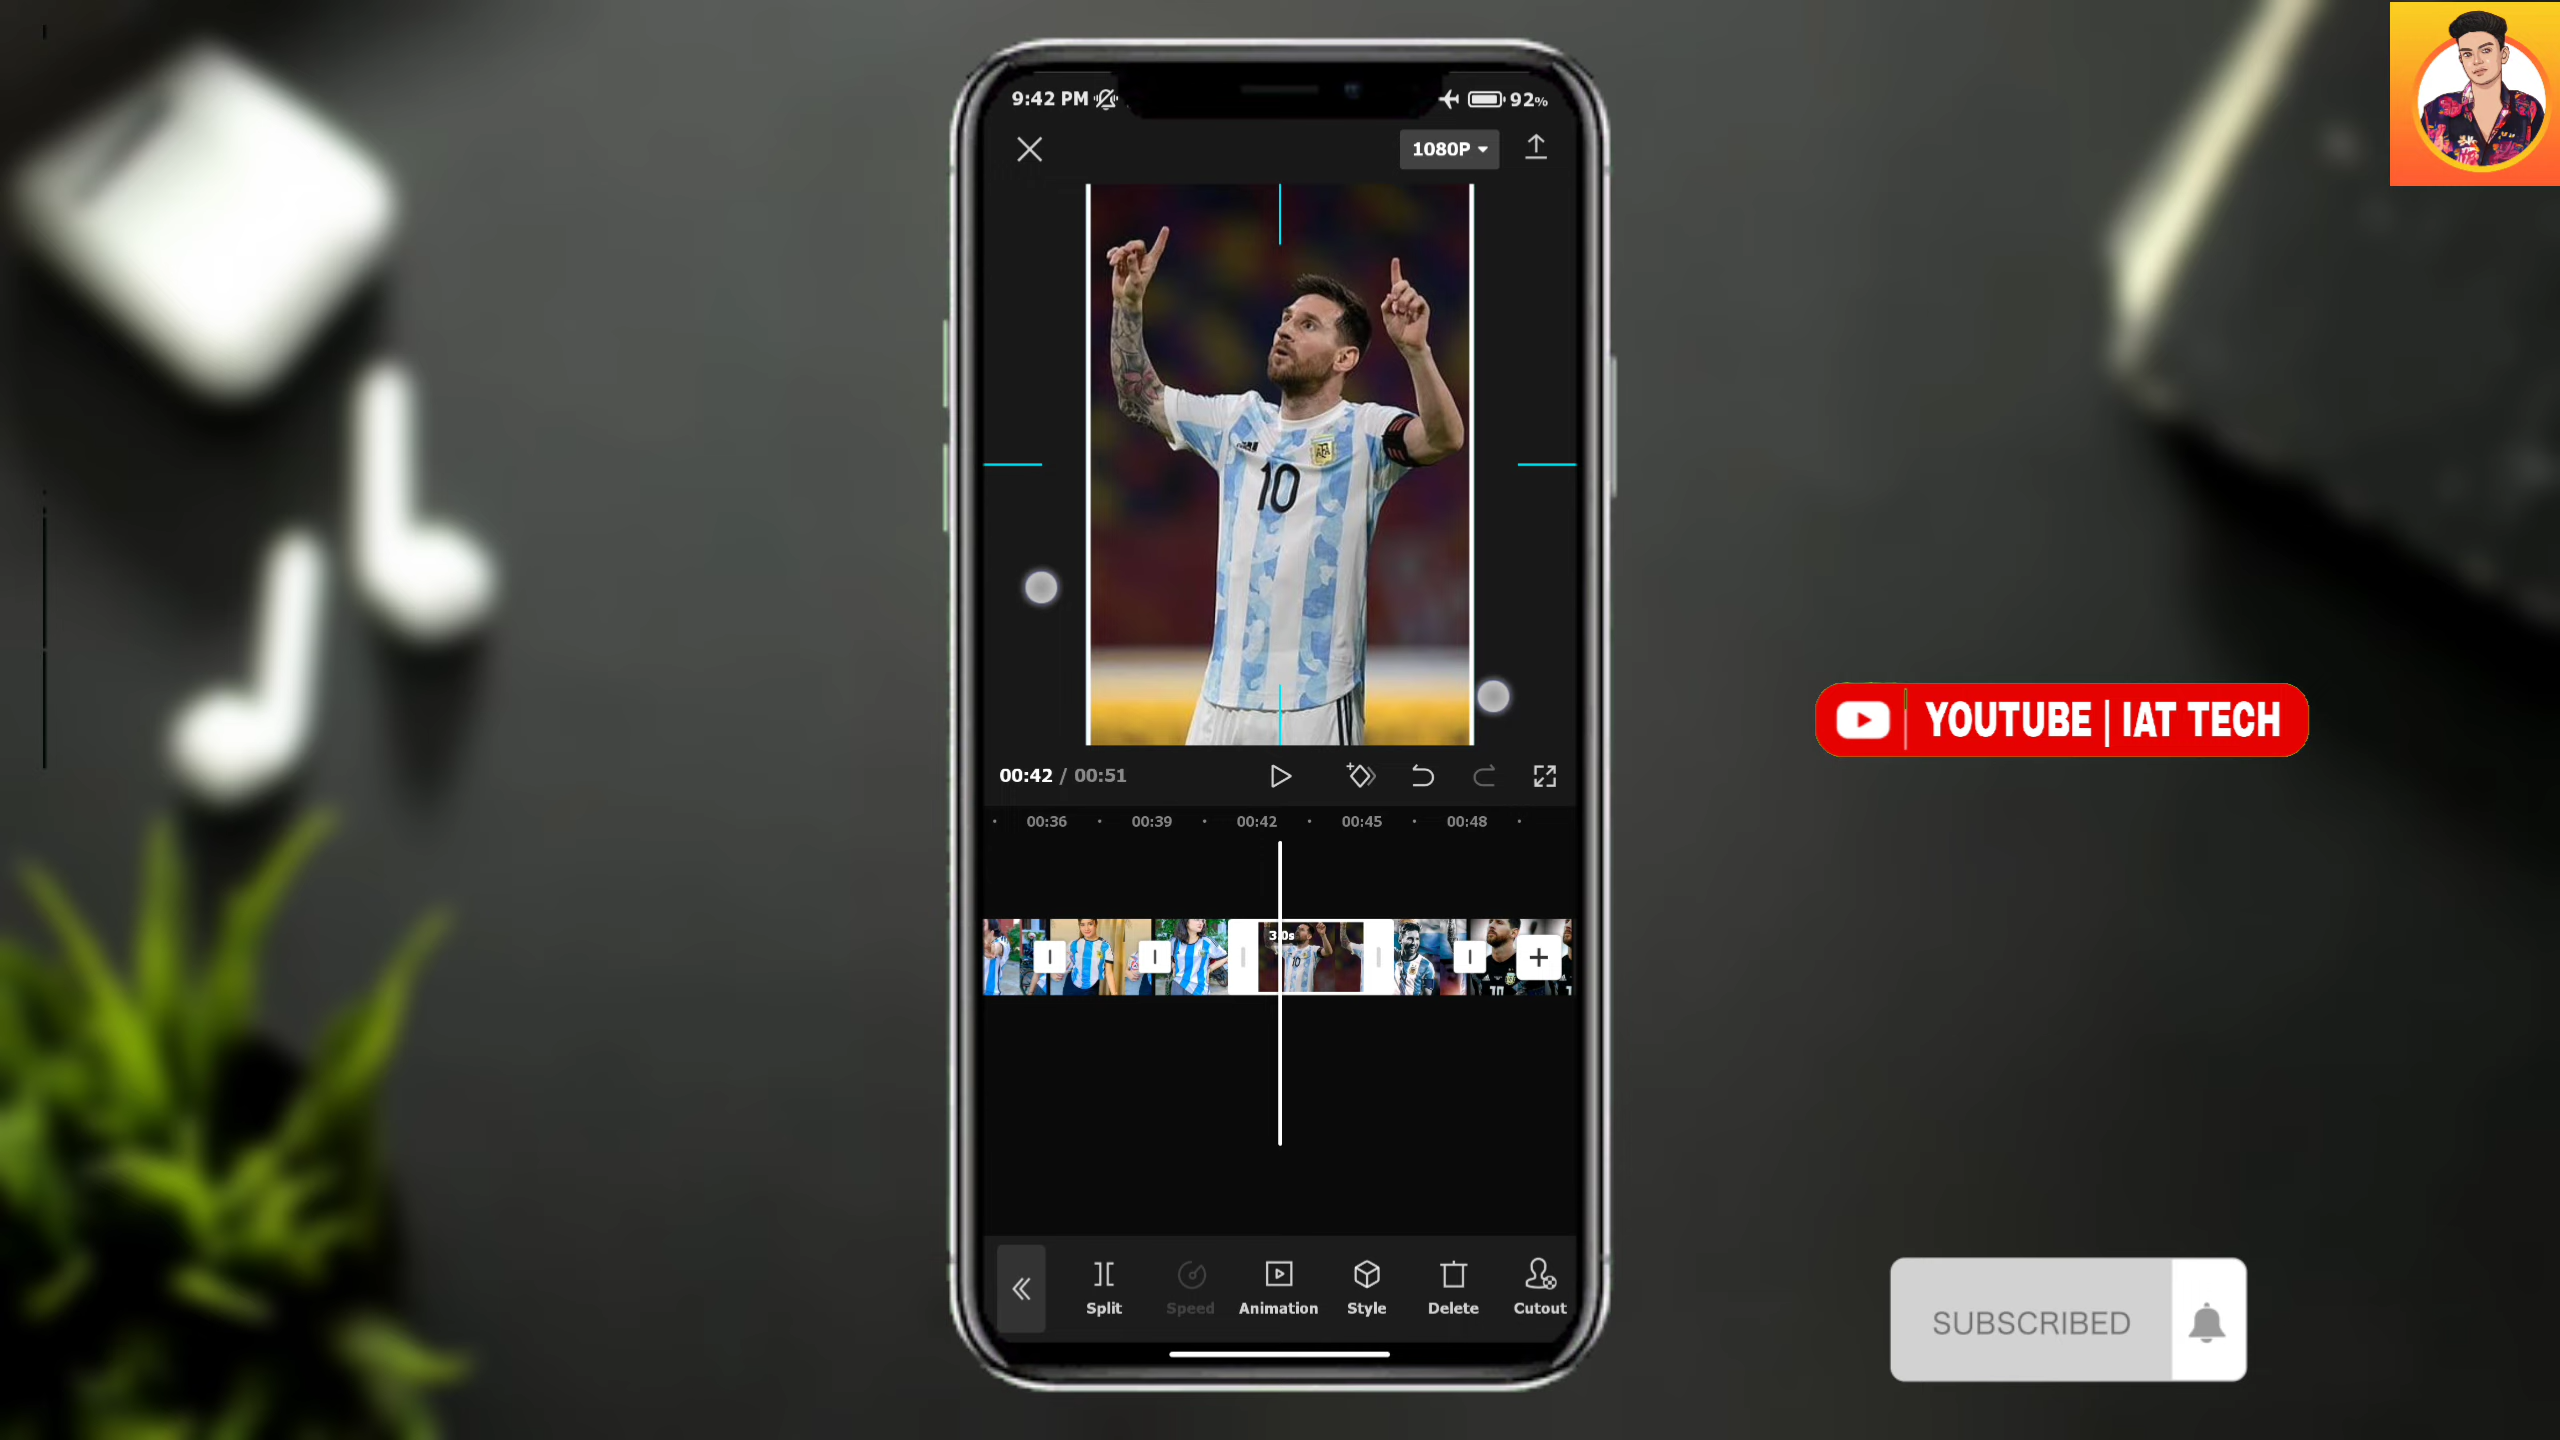 9:42 PM
92%
1080P
10
00:42 / 00:51
00:36
00:39
00:42
00:45
00:48
3.0s
10
Split
Speed
Animation
Style
Delete
Cutout
YOUTUBE | IAT TECH
SUBSCRIBED